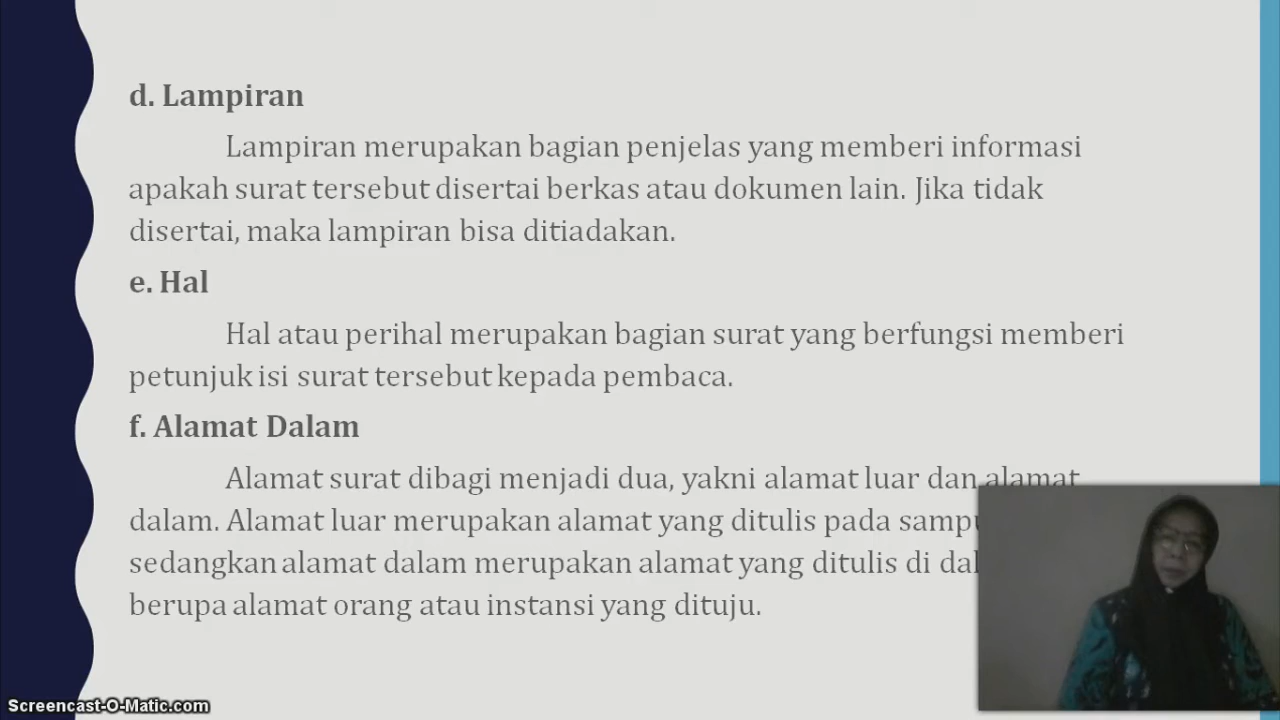 d. Lampiran
Lampiran merupakan bagian penjelas yang memberi informasi
apakah surat tersebut disertai berkas atau dokumen lain. Jika tidak
disertai, maka lampiran bisa ditiadakan.
e. Hal
Hal atau perihal merupakan bagian surat yang berfungsi memberi
petunjuk isi surat tersebut kepada pembaca.
f. Alamat Dalam
Alamat surat dibagi menjadi dua, yakni alamat luar dan alamat
dalam. Alamat luar merupakan alamat yang ditulis pada
sedangkan alamat dalam merupakan alamat yang ditulis di
berupa alamat orang atau instansi yang dituju.
Screencast-O-Matic.com